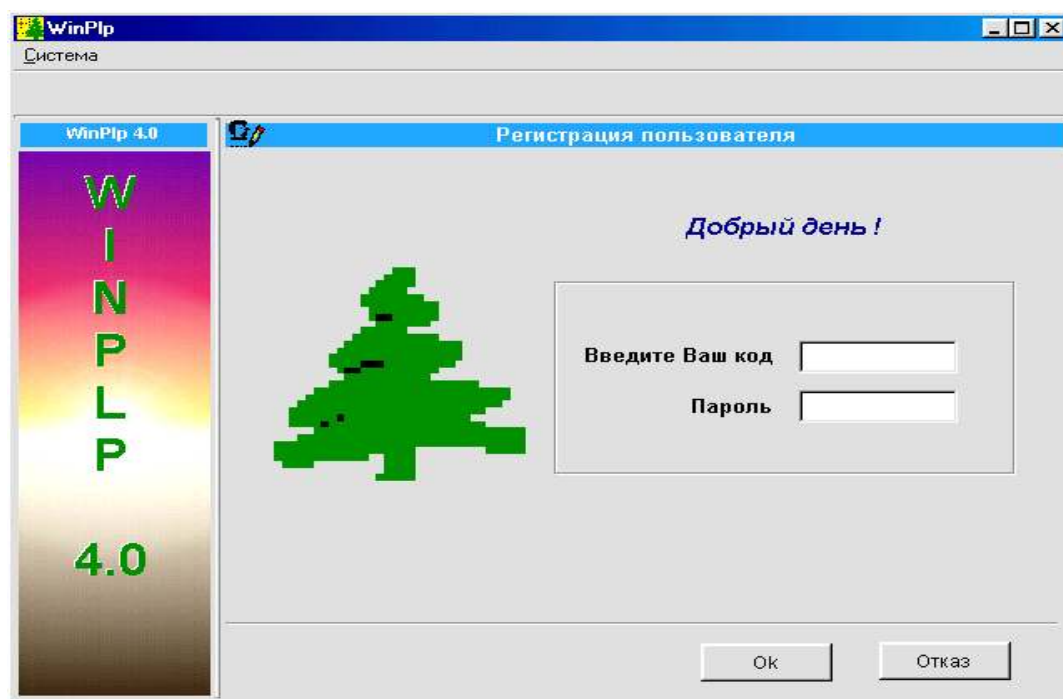 WinPlp
Система
WinPlp 4.0
Регистрация пользователя
W
I
N
P
L
P
4.0
Добрый день !
Введите Ваш код
Пароль
Ok
Отказ